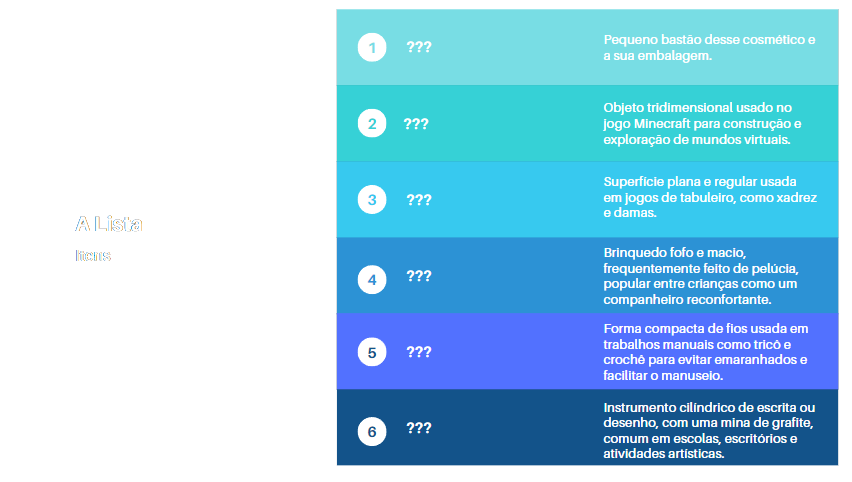 A Lista
Itens
1 ???
Pequeno bastão desse cosmético e
a sua embalagem.
2 ???
Objeto tridimensional usado no
jogo Minecraft para construção e
exploração de mundos virtuais.
3 ???
Superfície plana e regular usada
em jogos de tabuleiro, como xadrez
e damas.
4 ???
Brinquedo fofo e macio,
frequentemente feito de pelúcia,
popular entre crianças como um
companheiro reconfortante.
5 ???
Forma compacta de fios usada em
trabalhos manuais como tricô e
crochê para evitar emaranhados e
facilitar o manuseio.
6 ???
Instrumento cilíndrico de escrita ou
desenho, com uma mina de grafite,
comum em escolas, escritórios e
atividades artísticas.